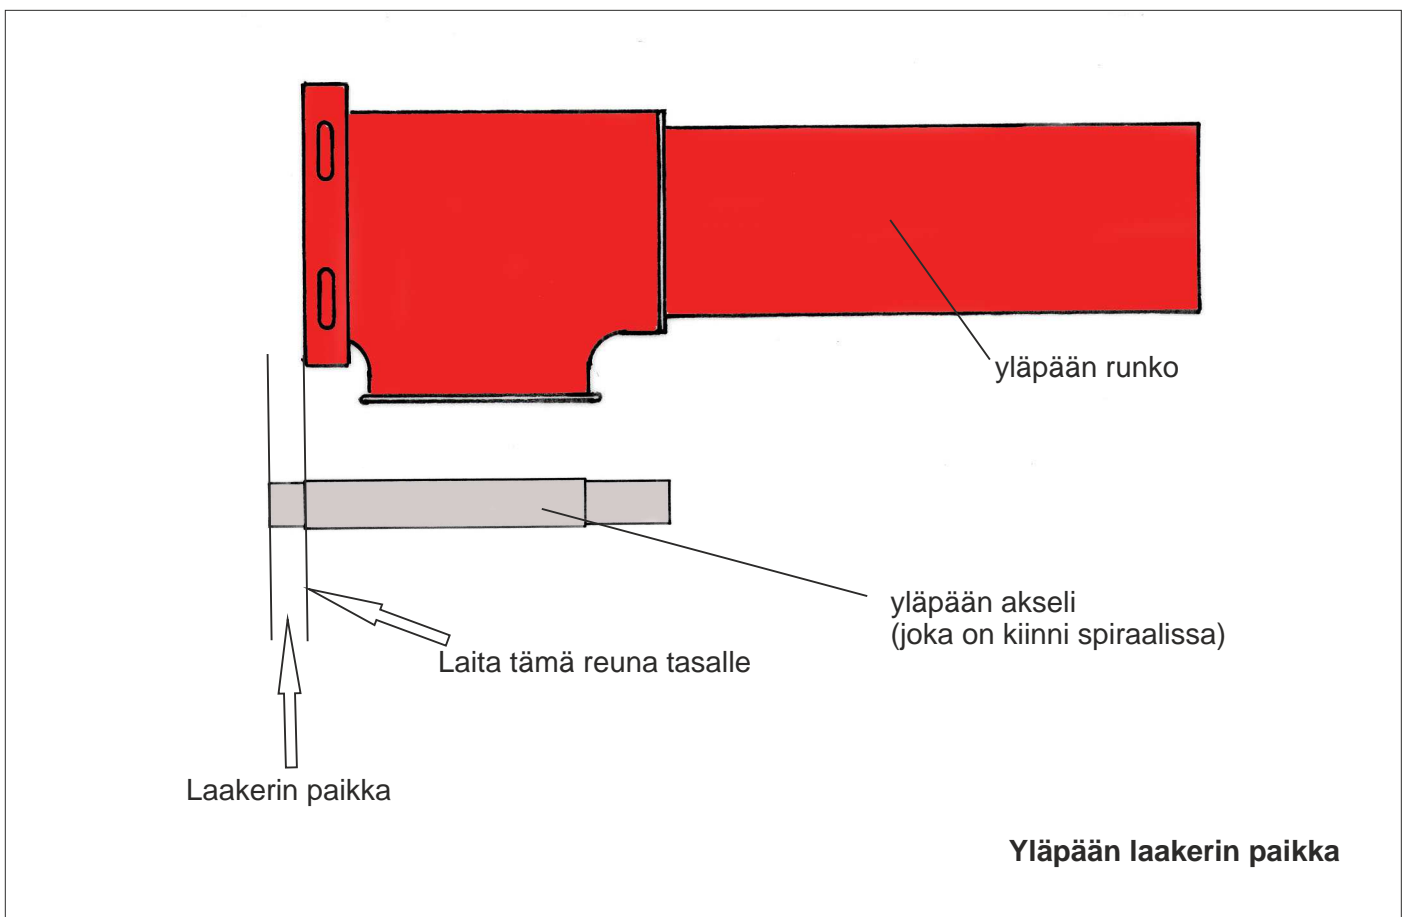 yläpään runko
yläpään akseli
(joka on kiinni spiraalissa)
Laita tämä reuna tasalle
Laakerin paikka
Yläpään laakerin paikka